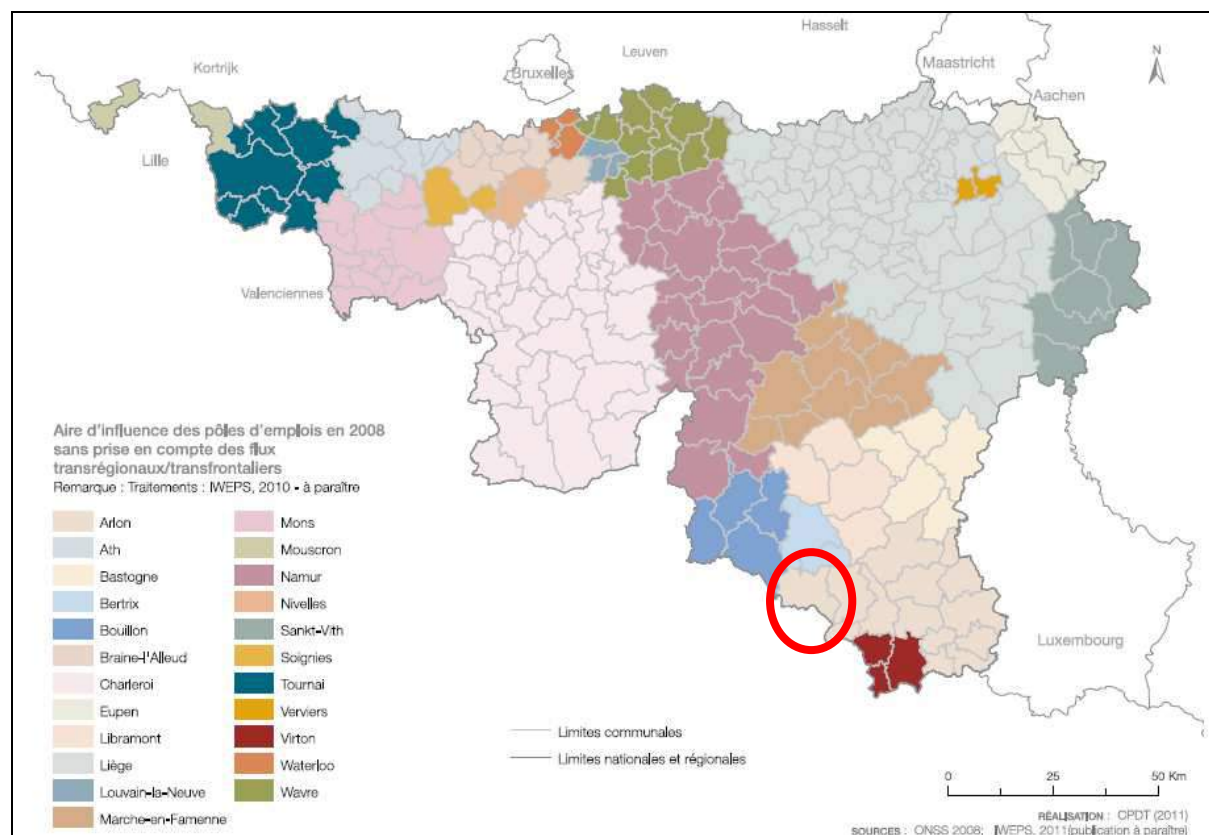 Hasselt
Kortrijk
Leuven
Bruxelles
Maastricht
N
Aachen
Lille
Valenciennes
Luxembourg
Aire d'influence des pôles d'emplois en 2008
sans prise en compte des flux
transrégionaux/transfrontaliers
Remarque : Traitements : IWEPS, 2010 - à paraître
Arlon
Ath
Bastogne
Bertrix
Bouillon
Braine-l'Alleud
Charleroi
Eupen
Libramont
Liège
Louvain-la-Neuve
Marche-en-Famenne
Mons
Mouscron
Namur
Nivelles
Sankt-Vith
Soignies
Tournai
Verviers
Virton
Waterloo
Wavre
Limites communales
Limites nationales et régionales
0 25 50 Km
RÉALISATION : CPDT (2011)
SOURCES : ONSS 2008; IWEPS, 2011(publication à paraître)